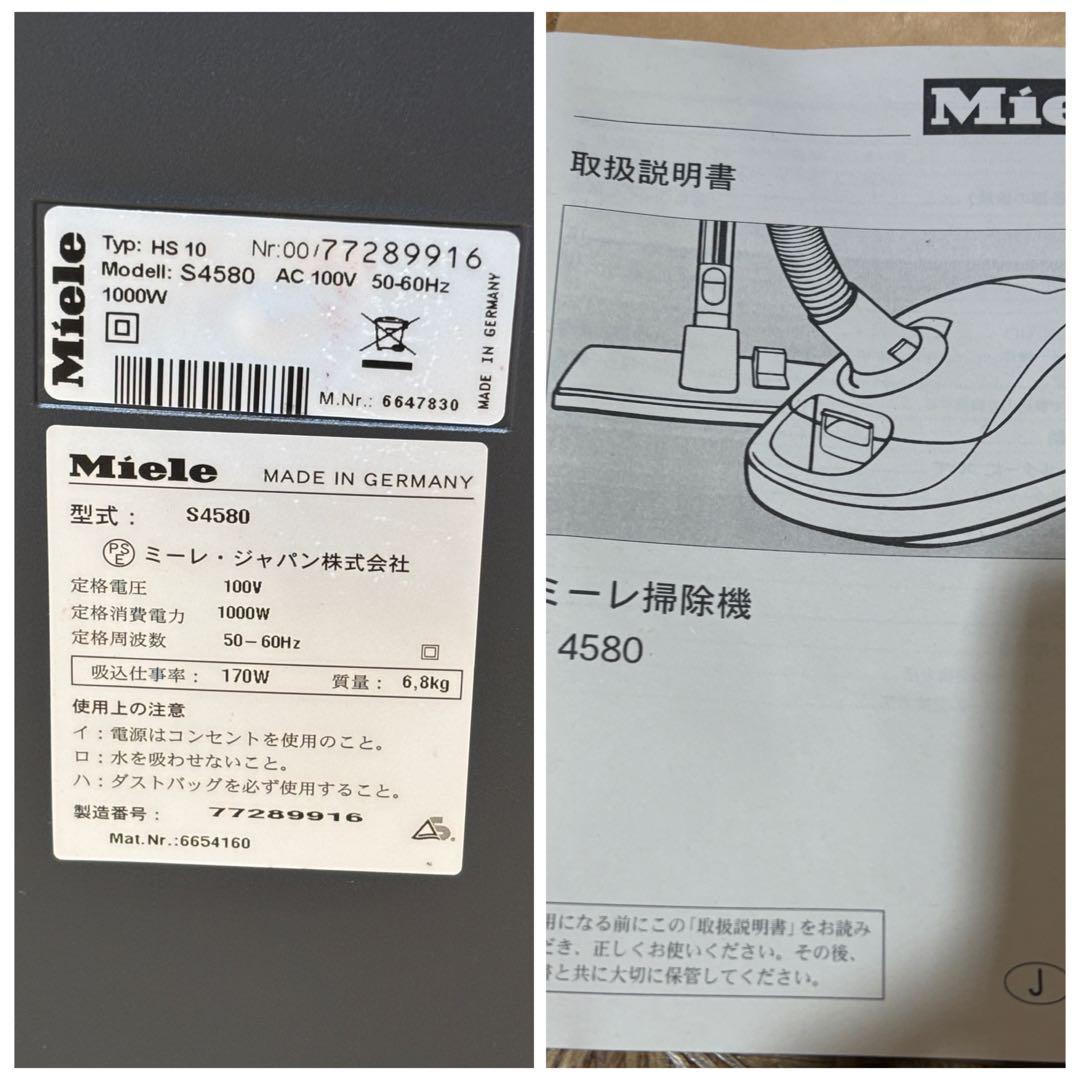 Miele
Typ: HS 10 Nr:00/77289916
Modell: S4580 AC 100V 50-60Hz
1000W
M.Nr.: 6647830
MADE IN GERMANY
Miele MADE IN GERMANY
型式： S4580
PSE ミーレ・ジャパン株式会社
定格電圧 100V
定格消費電力 1000W
定格周波数 50-60Hz
吸込仕事率： 170W 質量： 6,8kg
使用上の注意
イ：電源はコンセントを使用のこと。
ロ：水を吸わせないこと。
ハ：ダストバッグを必ず使用すること。
製造番号： 77289916
Mat.Nr.:6654160
Mie
取扱説明書
ミーレ掃除機
4580
用になる前にこの「取扱説明書」をお読み
だき、正しくお使いください。その後、
と共に大切に保管してください。
J